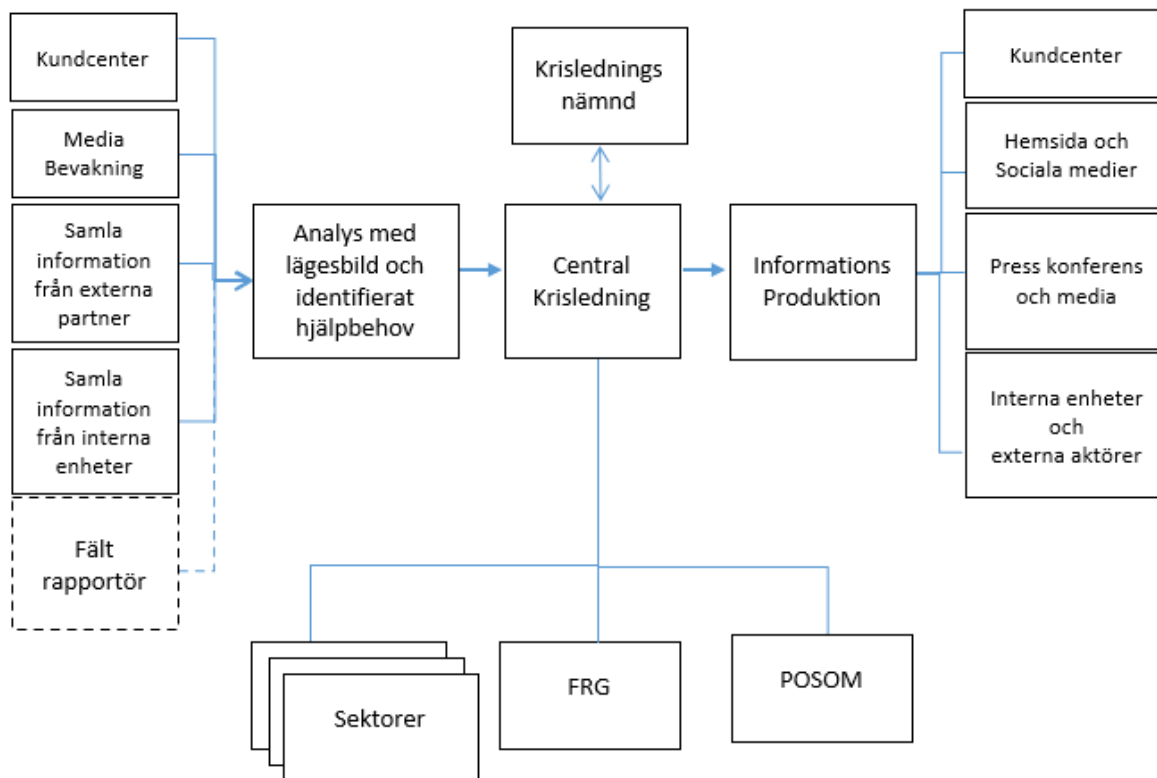 Kundcenter
Media
Bevakning
Samla
information
från externa
partner
Samla
information
från interna
enheter
Fält
rapportör
Analys med
lägesbild och
identifierat
hjälpbehov
Krislednings
nämnd
Central
Krisledning
Informations
Produktion
Kundcenter
Hemsida och
Sociala medier
Press konferens
och media
Interna enheter
och
externa aktörer
Sektorer
FRG
POSOM